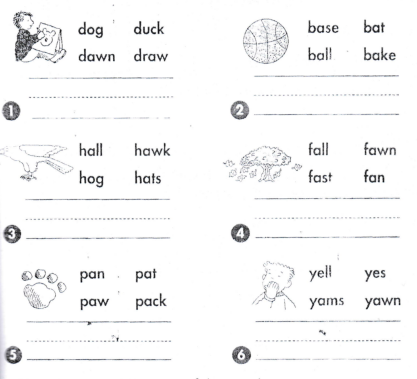 dog duck
dawn draw
1
base bat
ball bake
2
hall hawk
hog hats
3
fall fawn
fast fan
4
pan pat
paw pack
5
yell yes
yams yawn
6